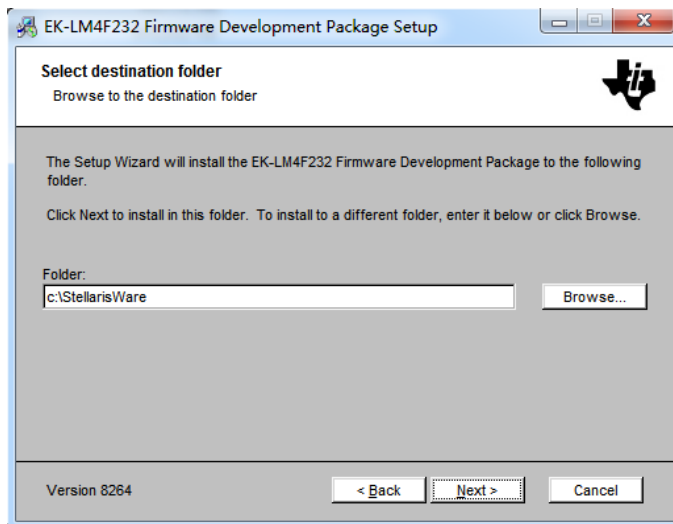 EK-LM4F232 Firmware Development Package Setup
Select destination folder
Browse to the destination folder
The Setup Wizard will install the EK-LM4F232 Firmware Development Package to the following
folder.
Click Next to install in this folder.  To install to a different folder, enter it below or click Browse.
Folder:
c:\StellarisWare
Browse...
Version 8264
< Back
Next >
Cancel